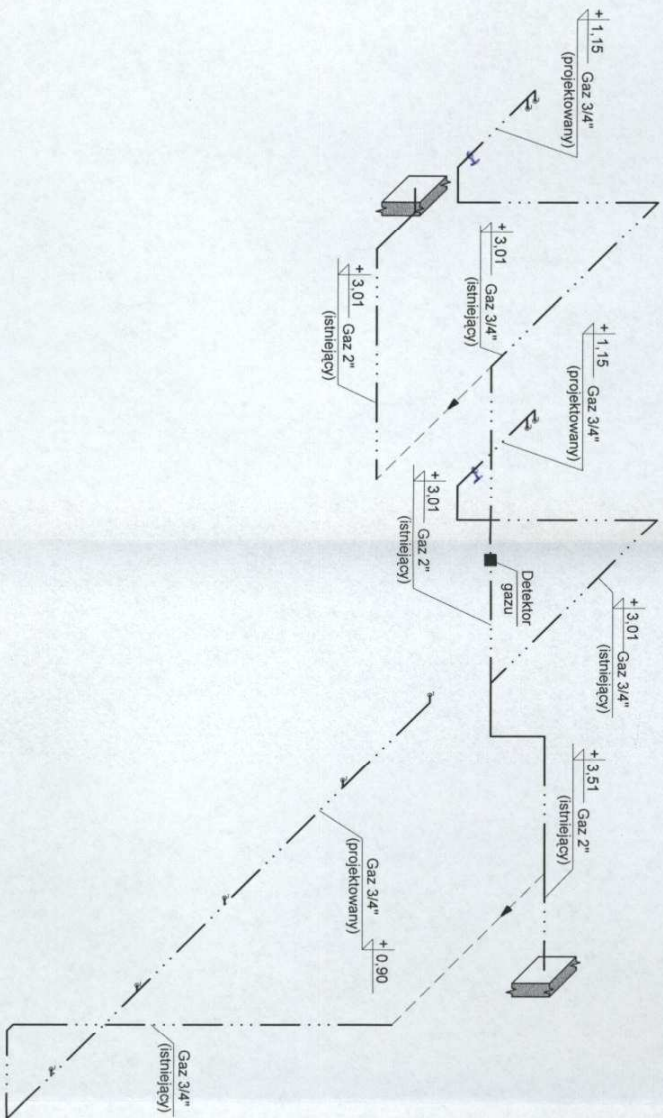 + 1,15
Gaz 3/4"
(projektowany)
+ 3,01
Gaz 2"
(istniejący)
+ 3,01
Gaz 3/4"
(istniejący)
+ 1,15
Gaz 3/4"
(projektowany)
+ 3,01
Gaz 2"
(istniejący)
Detektor
gazu
+ 3,01
Gaz 3/4"
(istniejący)
+ 3,51
Gaz 2"
(istniejący)
Gaz 3/4"
(projektowany)
+ 0,90
Gaz 3/4"
(istniejący)